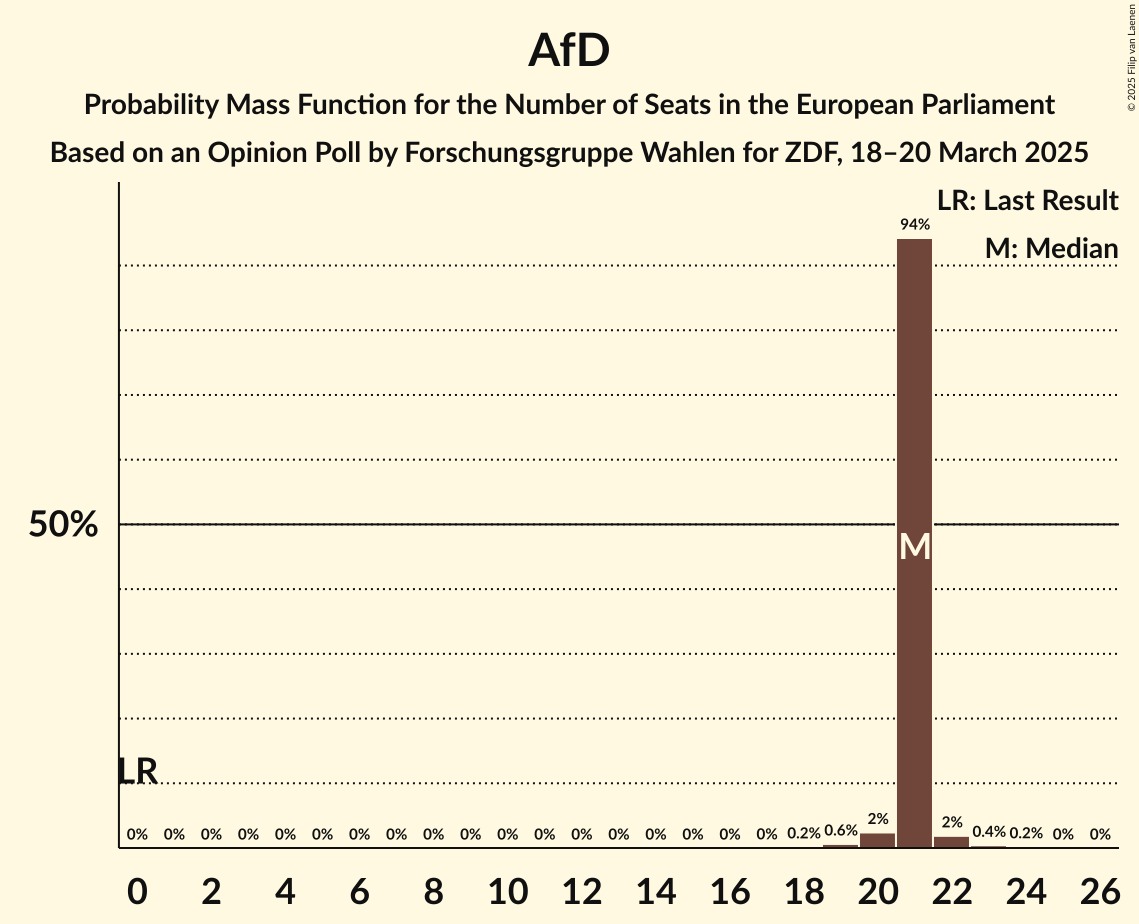 AfD
Probability Mass Function for the Number of Seats in the European Parliament
Based on an Opinion Poll by Forschungsgruppe Wahlen for ZDF, 18–20 March 2025
© 2025 Filip van Laenen
LR: Last Result
M: Median
94%
50%
M
LR
0% 0% 0% 0% 0% 0% 0% 0% 0% 0% 0% 0% 0% 0% 0% 0% 0% 0% 0.2% 0.6% 2% 2% 0.4% 0.2% 0% 0%
0 2 4 6 8 10 12 14 16 18 20 22 24 26